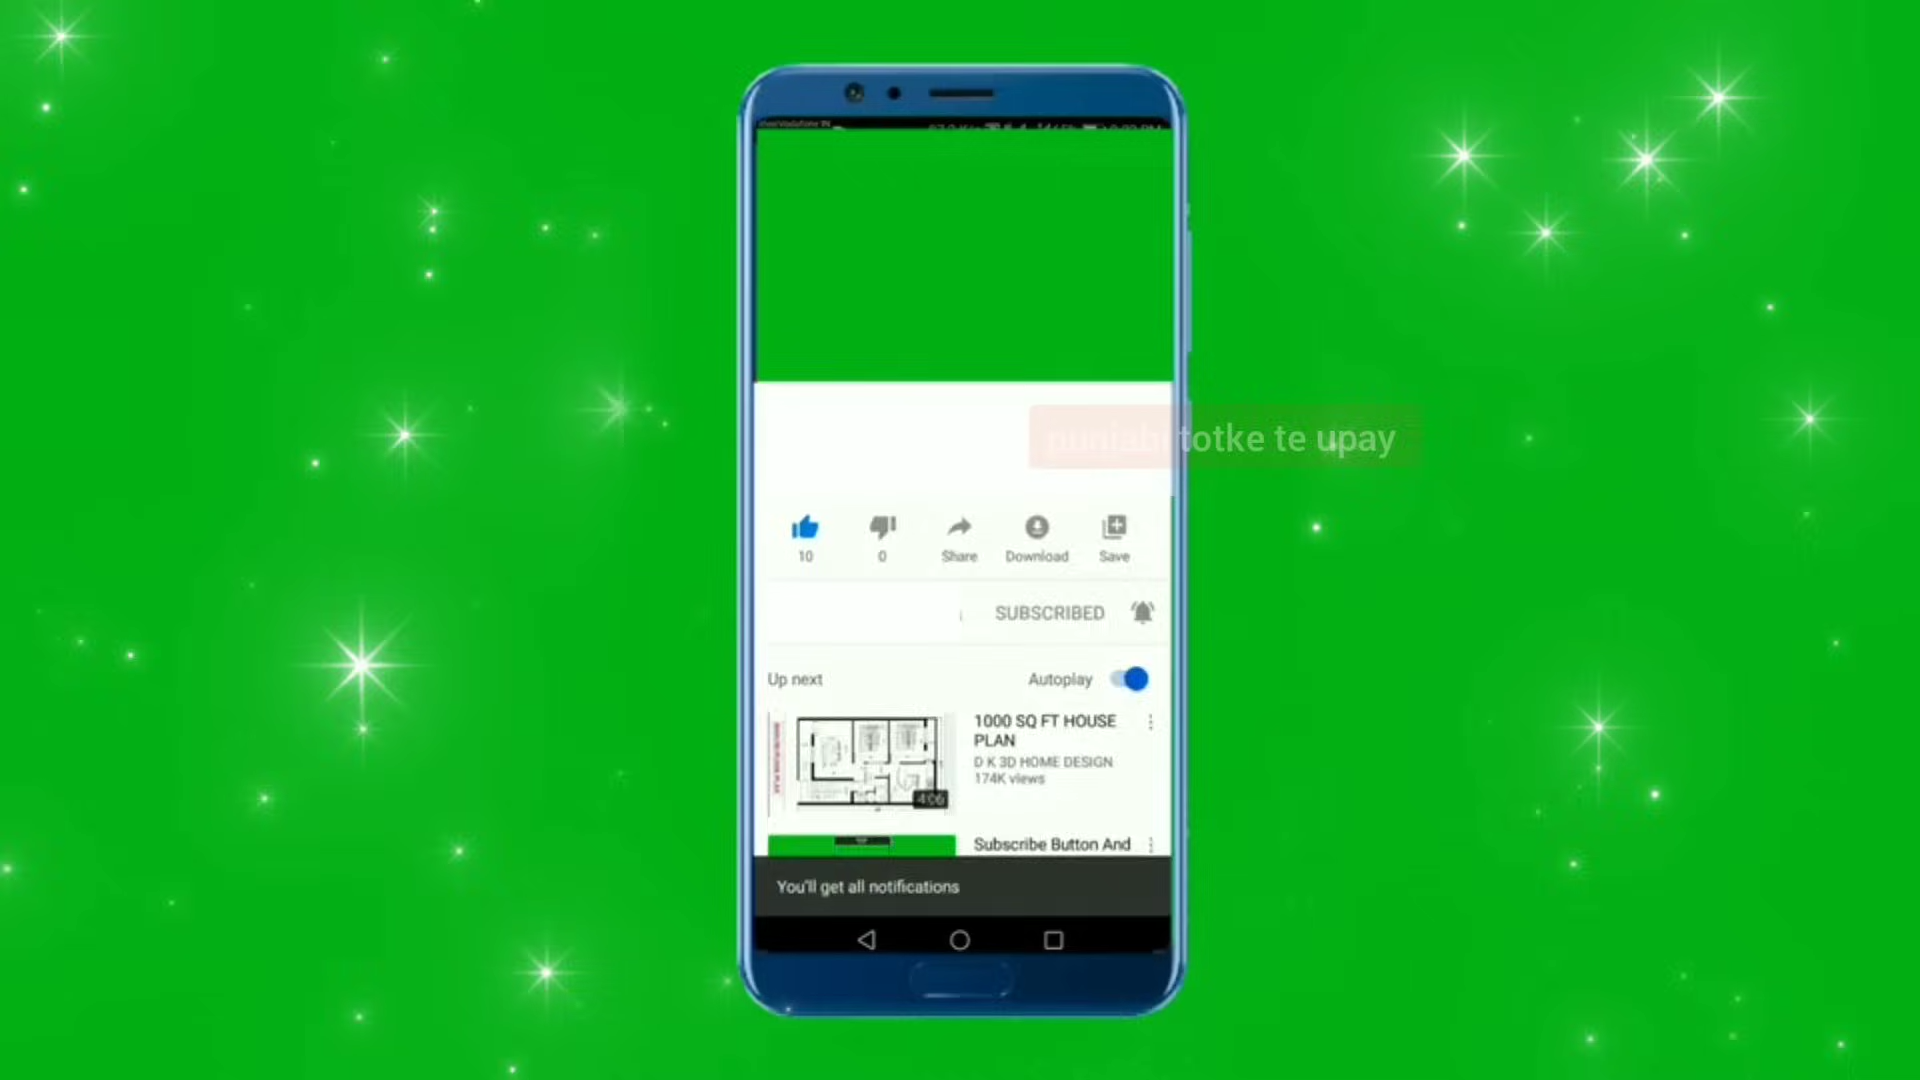 punjabi totke te upay
10
0
Share
Download
Save
SUBSCRIBED
Up next
Autoplay
1000 SQ FT HOUSE
PLAN
D K 3D HOME DESIGN
174K views
4:06
Subscribe Button And
You'll get all notifications